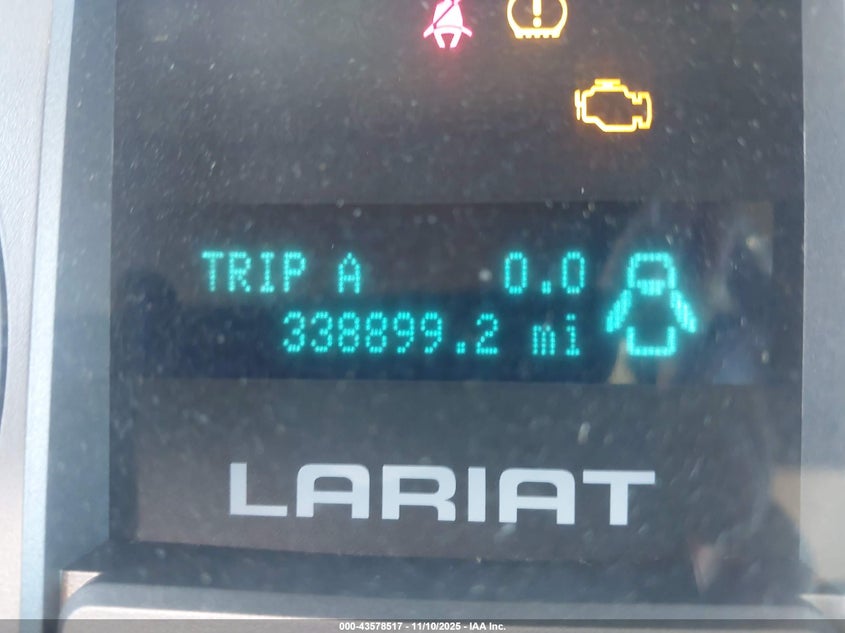 TRIP A 0.0
338899.2 mi
LARIAT
000-43578517 - 11/10/2025 - IAA Inc.